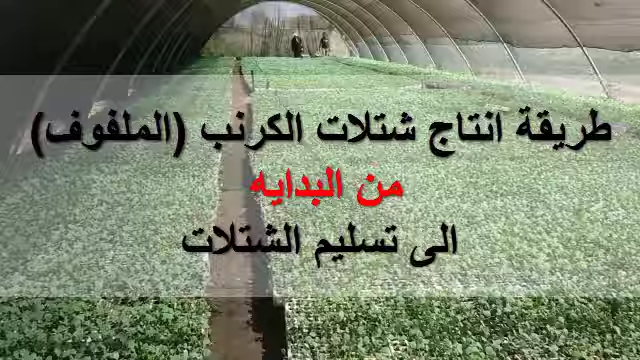 طريقة انتاج شتلات الكرنب (الملفوف)
من البدايه
الى تسليم الشتلات